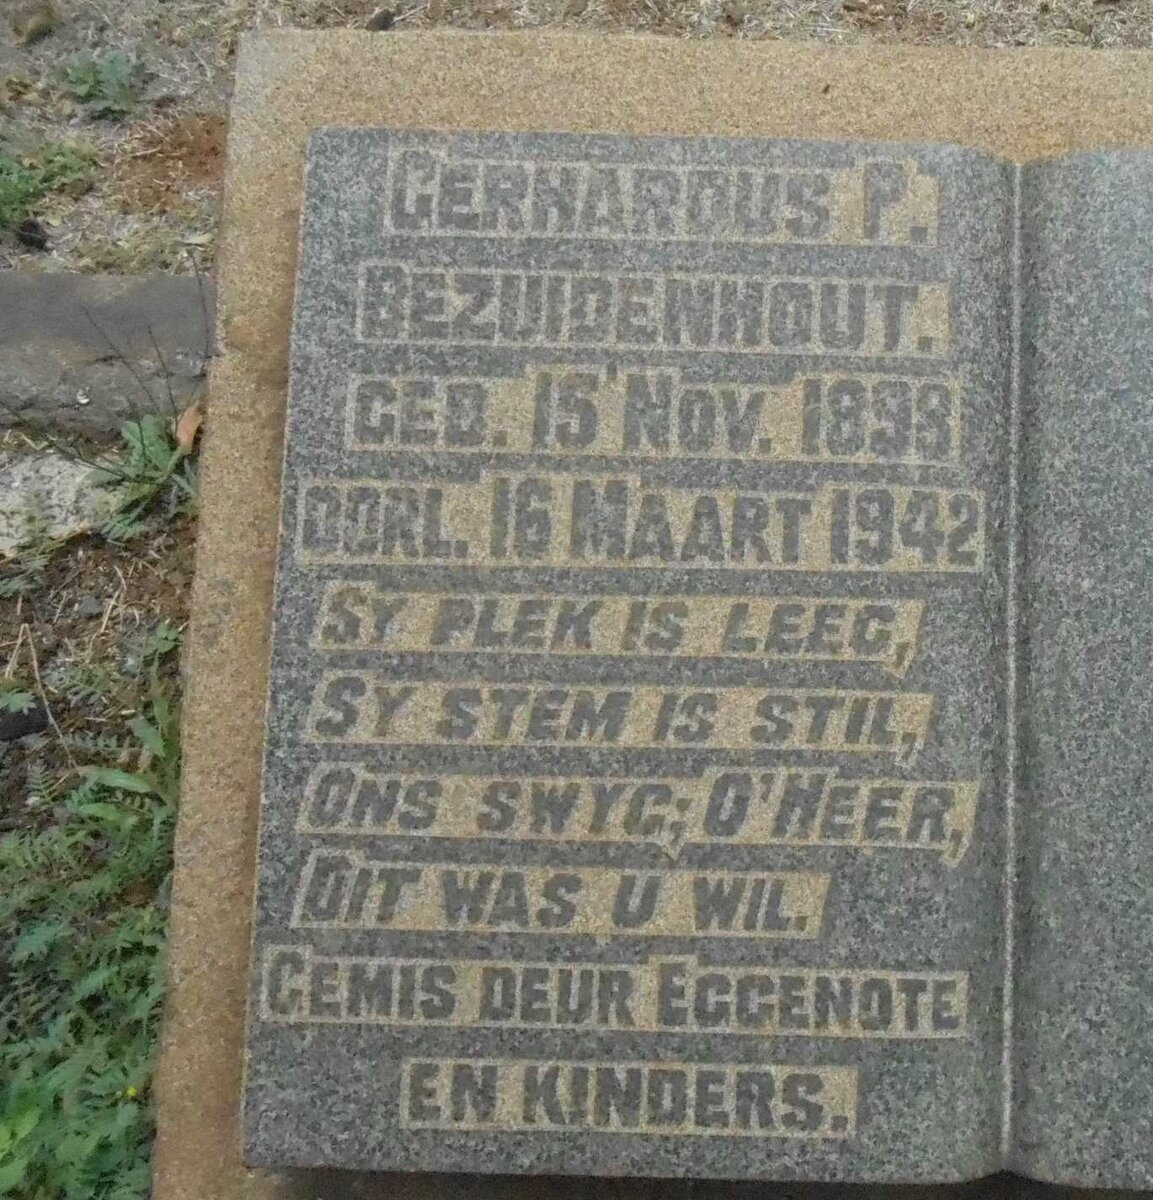 GERHARDUS P.
BEZUIDENHOUT.
GEB. 15 NOV. 1898
OORL. 16 MAART 1942
SY PLEK IS LEEG,
SY STEM IS STIL,
ONS SWYG; O'HEER,
DIT WAS U WIL.
GEMIS DEUR EGGENOTE
EN KINDERS.